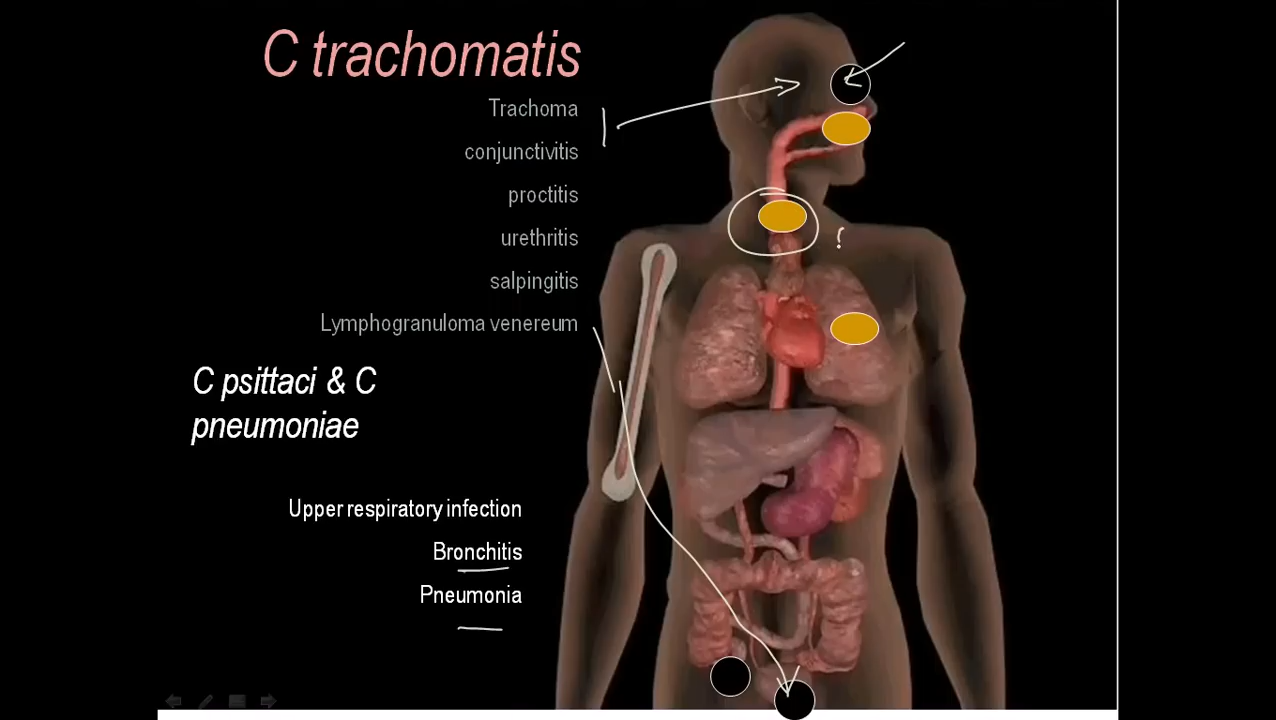 C trachomatis
Trachoma
conjunctivitis
proctitis
urethritis
salpingitis
Lymphogranuloma venereum
C psittaci & C
pneumoniae
Upper respiratory infection
Bronchitis
Pneumonia